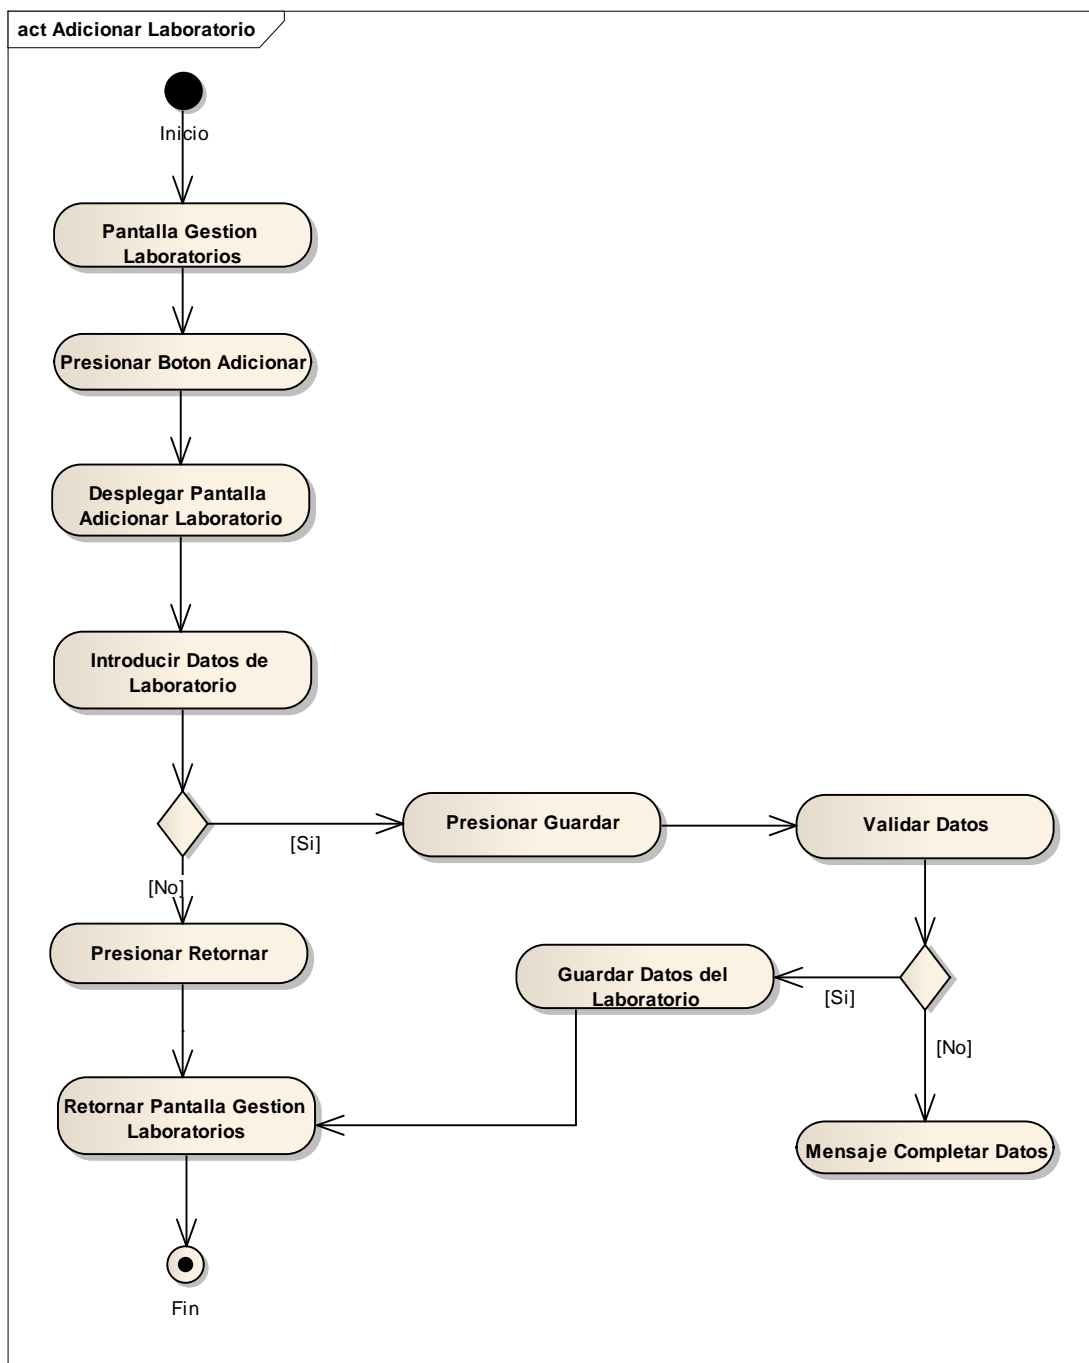 act Adicionar Laboratorio
Inicio
Pantalla Gestion
Laboratorios
Presionar Boton Adicionar
Desplegar Pantalla
Adicionar Laboratorio
Introducir Datos de
Laboratorio
[Si]
Presionar Guardar
Validar Datos
[No]
Presionar Retornar
Guardar Datos del
Laboratorio
[Si]
[No]
Retornar Pantalla Gestion
Laboratorios
Mensaje Completar Datos
Fin